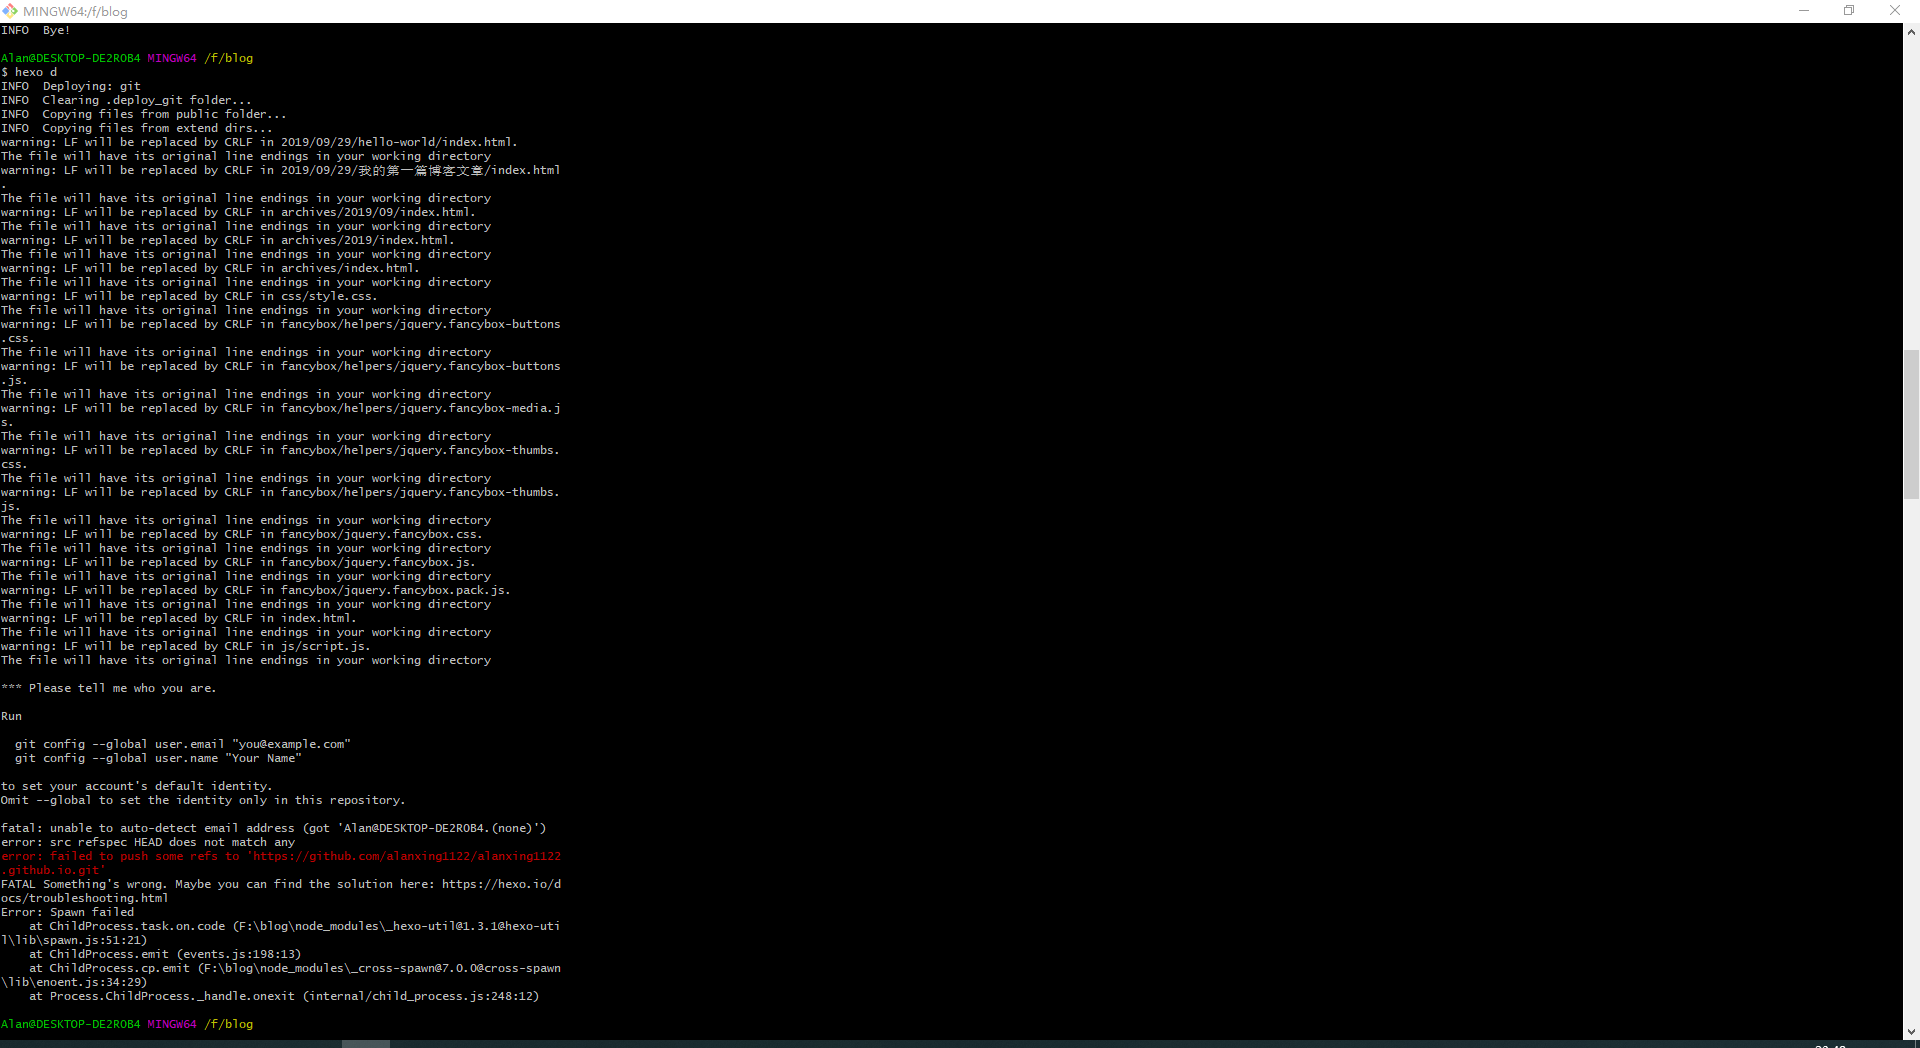 MINGW64:/f/blog
INFO  Bye!
Alan@DESKTOP-DE2ROB4 MINGW64 /f/blog
$ hexo d
INFO  Deploying: git
INFO  Clearing .deploy_git folder...
INFO  Copying files from public folder...
INFO  Copying files from extend dirs...
warning: LF will be replaced by CRLF in 2019/09/29/hello-world/index.html.
The file will have its original line endings in your working directory
warning: LF will be replaced by CRLF in 2019/09/29/我的第一篇博客文章/index.html
.
The file will have its original line endings in your working directory
warning: LF will be replaced by CRLF in archives/2019/09/index.html.
The file will have its original line endings in your working directory
warning: LF will be replaced by CRLF in archives/2019/index.html.
The file will have its original line endings in your working directory
warning: LF will be replaced by CRLF in archives/index.html.
The file will have its original line endings in your working directory
warning: LF will be replaced by CRLF in css/style.css.
The file will have its original line endings in your working directory
warning: LF will be replaced by CRLF in fancybox/helpers/jquery.fancybox-buttons
.css.
The file will have its original line endings in your working directory
warning: LF will be replaced by CRLF in fancybox/helpers/jquery.fancybox-buttons
.js.
The file will have its original line endings in your working directory
warning: LF will be replaced by CRLF in fancybox/helpers/jquery.fancybox-media.j
s.
The file will have its original line endings in your working directory
warning: LF will be replaced by CRLF in fancybox/helpers/jquery.fancybox-thumbs.
css.
The file will have its original line endings in your working directory
warning: LF will be replaced by CRLF in fancybox/helpers/jquery.fancybox-thumbs.
js.
The file will have its original line endings in your working directory
warning: LF will be replaced by CRLF in fancybox/jquery.fancybox.css.
The file will have its original line endings in your working directory
warning: LF will be replaced by CRLF in fancybox/jquery.fancybox.js.
The file will have its original line endings in your working directory
warning: LF will be replaced by CRLF in fancybox/jquery.fancybox.pack.js.
The file will have its original line endings in your working directory
warning: LF will be replaced by CRLF in index.html.
The file will have its original line endings in your working directory
warning: LF will be replaced by CRLF in js/script.js.
The file will have its original line endings in your working directory
*** Please tell me who you are.
Run
  git config --global user.email "you@example.com"
  git config --global user.name "Your Name"
to set your account's default identity.
Omit --global to set the identity only in this repository.
fatal: unable to auto-detect email address (got 'Alan@DESKTOP-DE2ROB4.(none)')
error: src refspec HEAD does not match any
error: failed to push some refs to 'https://github.com/alanxing1122/alanxing1122
.github.io.git'
FATAL Something's wrong. Maybe you can find the solution here: https://hexo.io/d
ocs/troubleshooting.html
Error: Spawn failed
    at ChildProcess.task.on.code (F:\blog\node_modules\_hexo-util@1.3.1@hexo-uti
l\lib\spawn.js:51:21)
    at ChildProcess.emit (events.js:198:13)
    at ChildProcess.cp.emit (F:\blog\node_modules\_cross-spawn@7.0.0@cross-spawn
\lib\enoent.js:34:29)
    at Process.ChildProcess._handle.onexit (internal/child_process.js:248:12)
Alan@DESKTOP-DE2ROB4 MINGW64 /f/blog